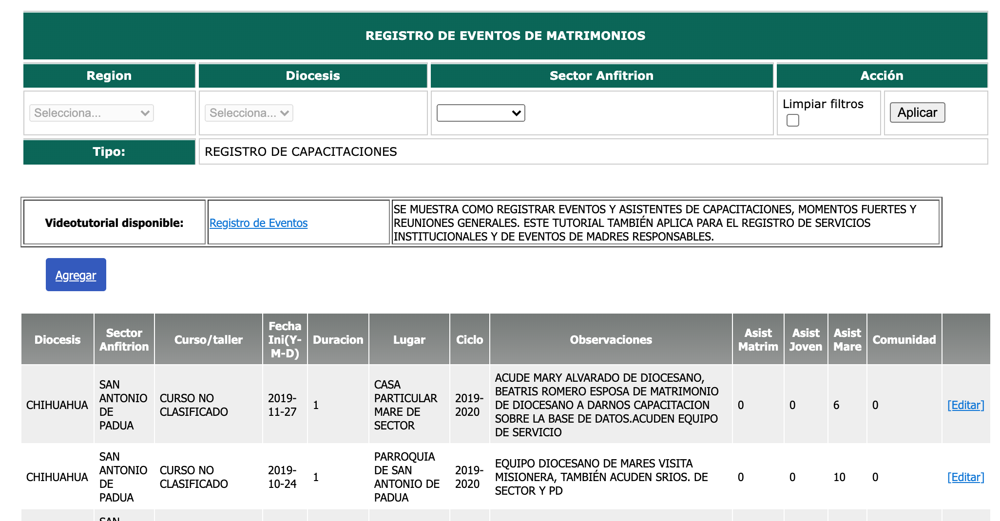 REGISTRO DE EVENTOS DE MATRIMONIOS
Region
Diocesis
Sector Anfitrion
Acción
Selecciona...
Selecciona...
Limpiar filtros
Aplicar
Tipo:
REGISTRO DE CAPACITACIONES
Videotutorial disponible:
Registro de Eventos
SE MUESTRA COMO REGISTRAR EVENTOS Y ASISTENTES DE CAPACITACIONES, MOMENTOS FUERTES Y
REUNIONES GENERALES. ESTE TUTORIAL TAMBIÉN APLICA PARA EL REGISTRO DE SERVICIOS
INSTITUCIONALES Y DE EVENTOS DE MADRES RESPONSABLES.
Agregar
Diocesis
Sector
Anfitrion
Curso/taller
Fecha
Ini(Y-
M-D)
Duracion
Lugar
Ciclo
Observaciones
Asist
Matrim
Asist
Joven
Asist
Mare
Comunidad
CHIHUAHUA
SAN
ANTONIO
DE
PADUA
CURSO NO
CLASIFICADO
2019-
11-27
1
CASA
PARTICULAR
MARE DE
SECTOR
2019-
2020
ACUDE MARY ALVARADO DE DIOCESANO,
BEATRIS ROMERO ESPOSA DE MATRIMONIO
DE DIOCESANO A DARNOS CAPACITACION
SOBRE LA BASE DE DATOS.ACUDEN EQUIPO
DE SERVICIO
0
0
6
0
[Editar]
CHIHUAHUA
SAN
ANTONIO
DE
PADUA
CURSO NO
CLASIFICADO
2019-
10-24
1
PARROQUIA
DE SAN
ANTONIO DE
PADUA
2019-
2020
EQUIPO DIOCESANO DE MARES VISITA
MISIONERA, TAMBIÉN ACUDEN SRIOS. DE
SECTOR Y PD
0
0
10
0
[Editar]
SAN